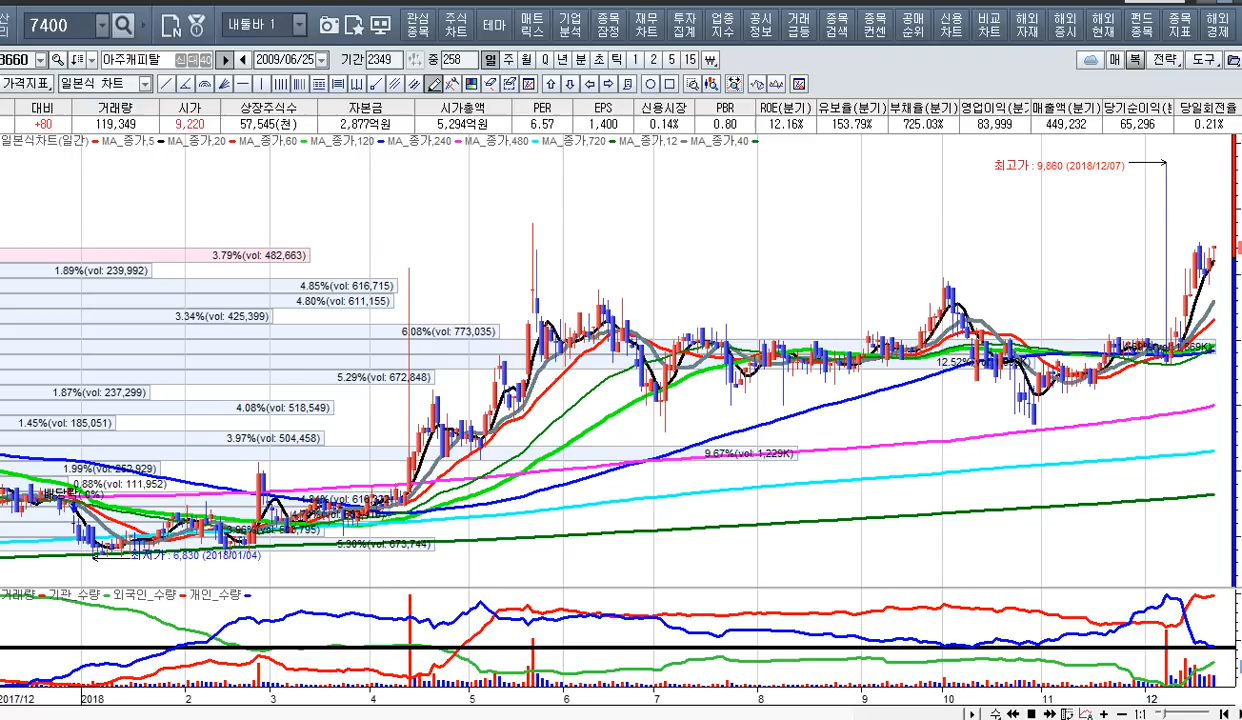 7400
내툴바 1
관심 종목
주식 차트
테마
매트릭스
기업분석
종목잠정
재무차트
투자집계
업종지수
공시정보
거래급등
종목검색
종목컨센
공매순위
신용차트
비교차트
해외자재
해외증시
해외현재
펀드종목
종목지표
해외경제
3660 아주캐피탈 신 대 40 2009/06/25 기간 2349 중 258 일 주 월 Q 년 분 초 틱 1 2 5 15 ₩ 매 복 전략 도구
가격지표 일본식 차트
대비 거래량 시가 상장주식수 자본금 시가총액 PER EPS 신용시장 PBR ROE(분기) 유보율(분기) 부채율(분기) 영업이익(분기 매출액(분기) 당기순이익(분 당일회전율
+80 119,349 9,220 57,545(천) 2,877억원 5,294억원 6.57 1,400 0.14% 0.80 12.16% 153.79% 725.03% 83,999 449,232 65,296 0.21%
일본식차트(일간) MA_종가,5 MA_종가,20 MA_종가,60 MA_종가,120 MA_종가,240 MA_종가,480 MA_종가,720 MA_종가,12 MA_종가,40
최고가 : 9,860 (2018/12/07)
3.79%(vol: 482,663)
1.89%(vol: 239,992)
4.85%(vol: 616,715)
4.80%(vol: 611,155)
3.34%(vol: 425,399)
6.08%(vol: 773,035)
12.52%
5.29%(vol: 672,848)
1.87%(vol: 237,299)
4.08%(vol: 518,549)
1.45%(vol: 185,051)
3.97%(vol: 504,458)
9.67%(vol: 1,229K)
1.99%(vol: 252,929)
0.88%(vol: 111,952)
5.30%(vol: 673,744)
최저가 : 6,830 (2018/01/04)
거래량 기관_수량 외국인_수량 개인_수량
2017/12 2018 2 3 4 5 6 7 8 9 10 11 12
1:1